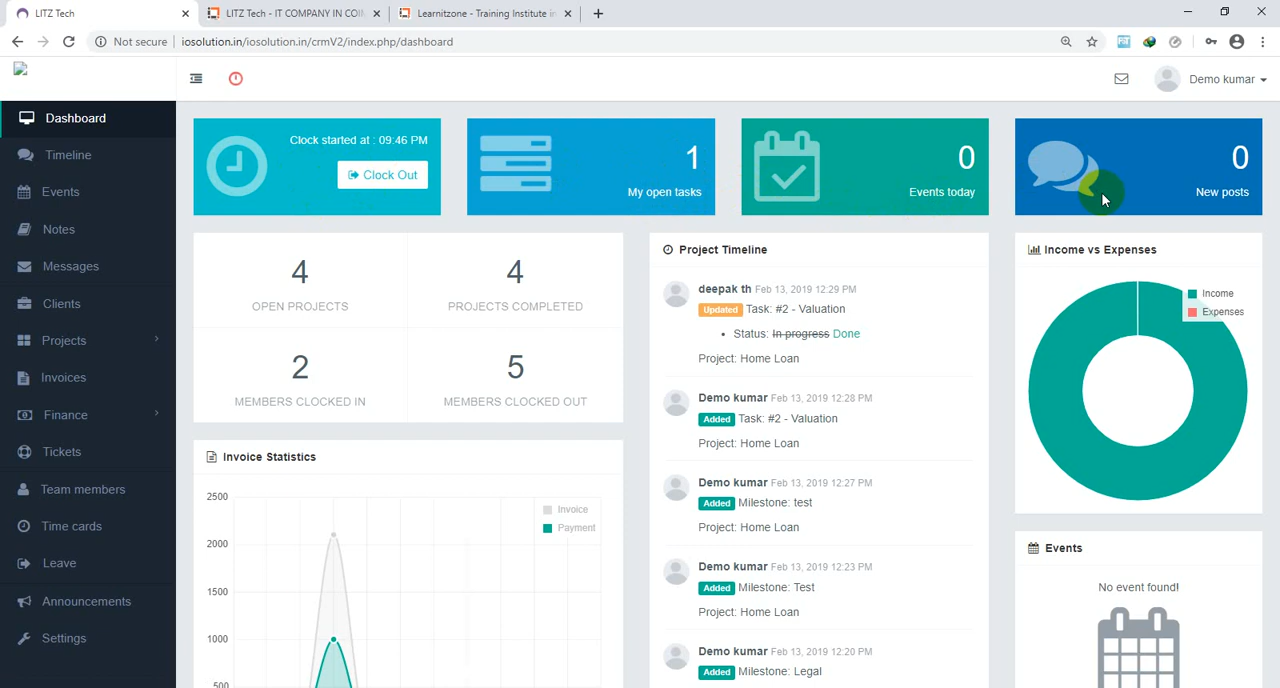 LITZ Tech
LITZ Tech - IT COMPANY IN COI
Learnitzone - Training Institute in
Not secure
iosolution.in/iosolution.in/crmV2/index.php/dashboard
Demo kumar
Dashboard
Timeline
Events
Notes
Messages
Clients
Projects
Invoices
Finance
Tickets
Team members
Time cards
Leave
Announcements
Settings
Clock started at : 09:46 PM
Clock Out
1
My open tasks
0
Events today
0
New posts
4
OPEN PROJECTS
4
PROJECTS COMPLETED
2
MEMBERS CLOCKED IN
5
MEMBERS CLOCKED OUT
Invoice Statistics
2500
2000
1500
1000
500
Invoice
Payment
Project Timeline
deepak th Feb 13, 2019 12:29 PM
Updated Task: #2 - Valuation
• Status: In progress Done
Project: Home Loan
Demo kumar Feb 13, 2019 12:28 PM
Added Task: #2 - Valuation
Project: Home Loan
Demo kumar Feb 13, 2019 12:27 PM
Added Milestone: test
Project: Home Loan
Demo kumar Feb 13, 2019 12:23 PM
Added Milestone: Test
Project: Home Loan
Demo kumar Feb 13, 2019 12:20 PM
Added Milestone: Legal
Income vs Expenses
Income
Expenses
Events
No event found!